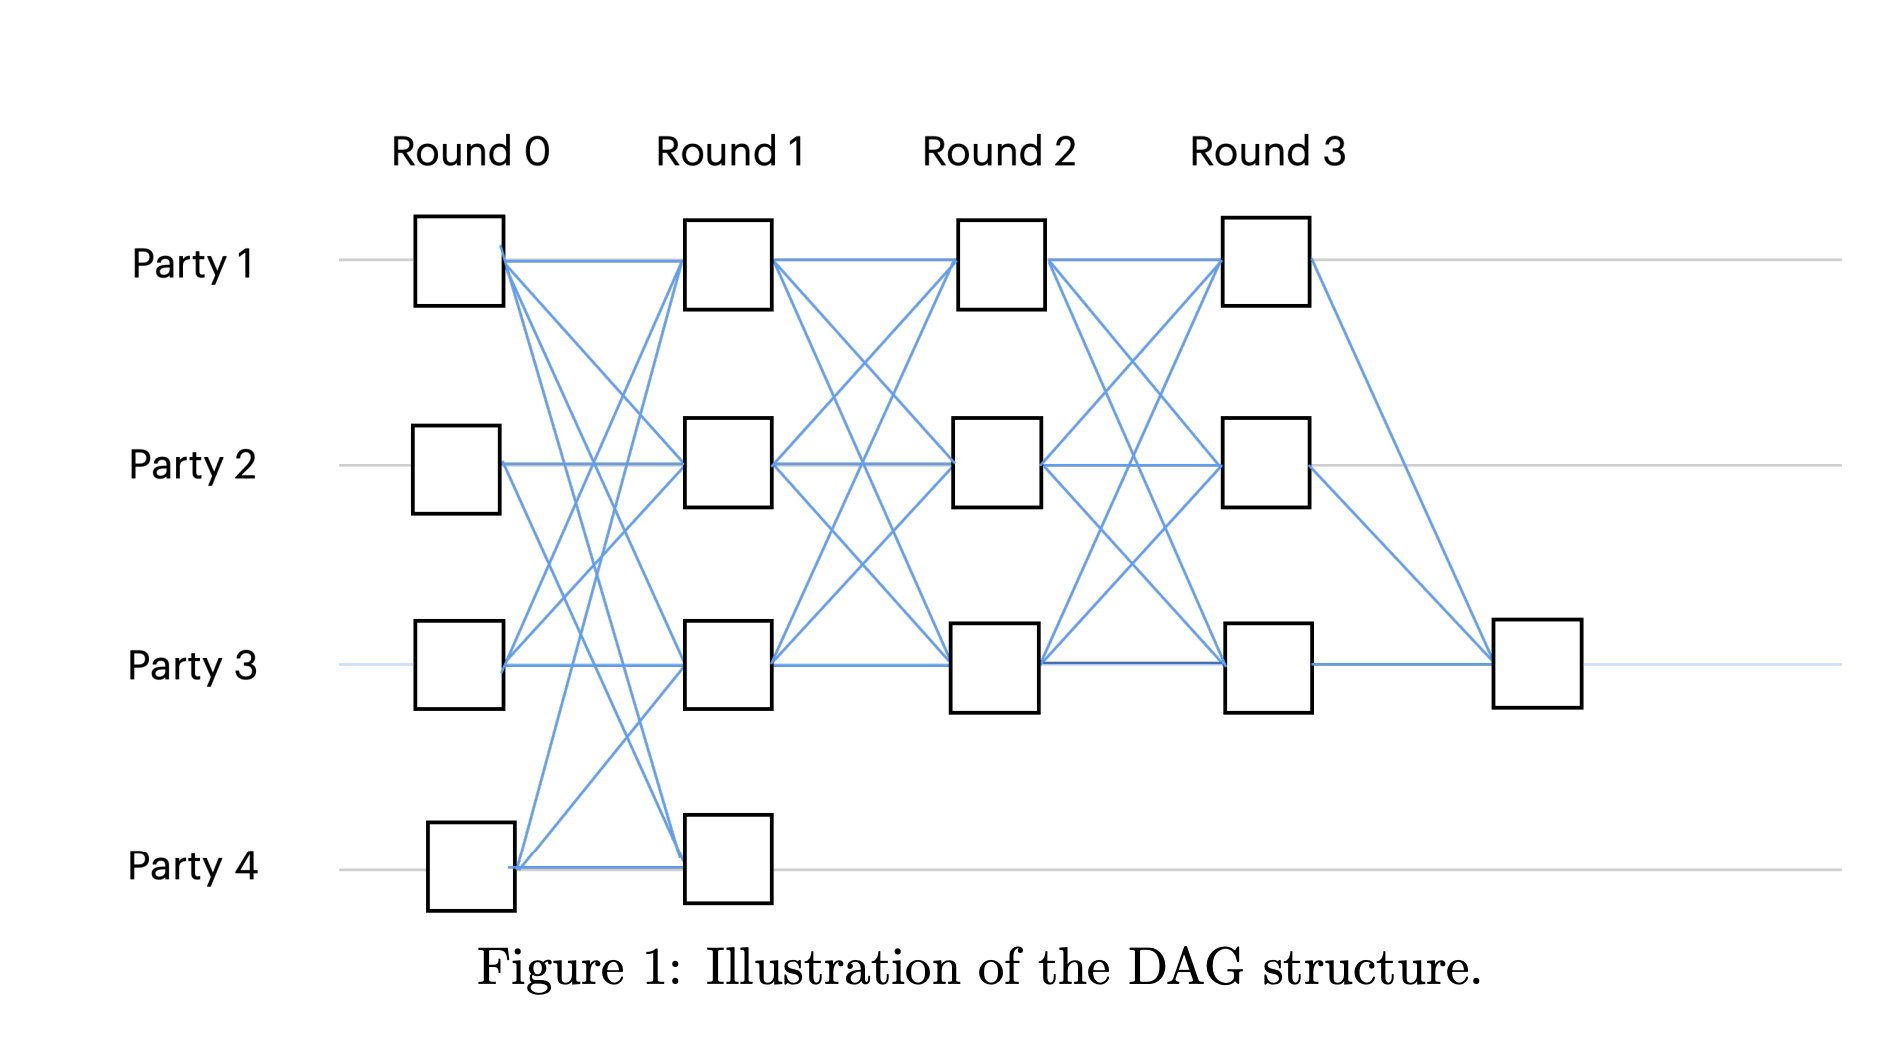 Round 0 Round 1 Round 2 Round 3
Party 1
Party 2
Party 3
Party 4
Figure 1: Illustration of the DAG structure.